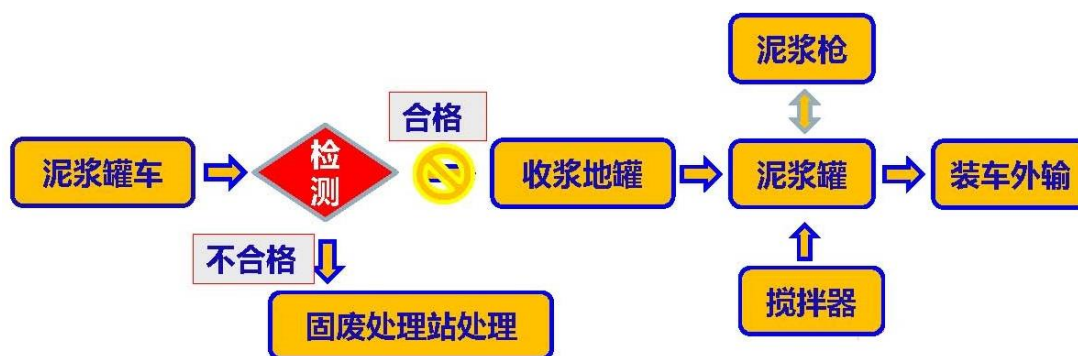 泥浆枪
合格
泥浆罐车
检测
收浆地罐
泥浆罐
装车外输
不合格
固废处理站处理
搅拌器